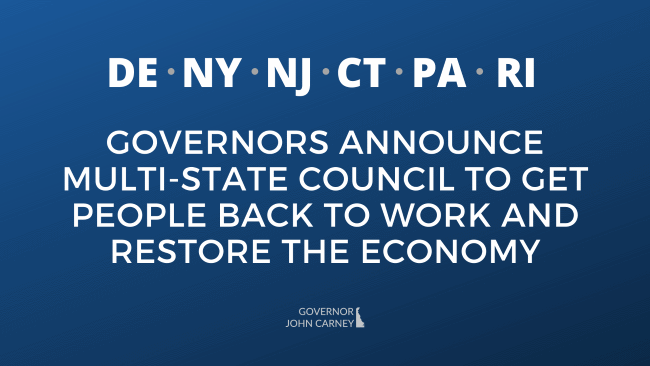 DE · NY · NJ · CT · PA · RI
GOVERNORS ANNOUNCE
MULTI-STATE COUNCIL TO GET
PEOPLE BACK TO WORK AND
RESTORE THE ECONOMY
GOVERNOR
JOHN CARNEY